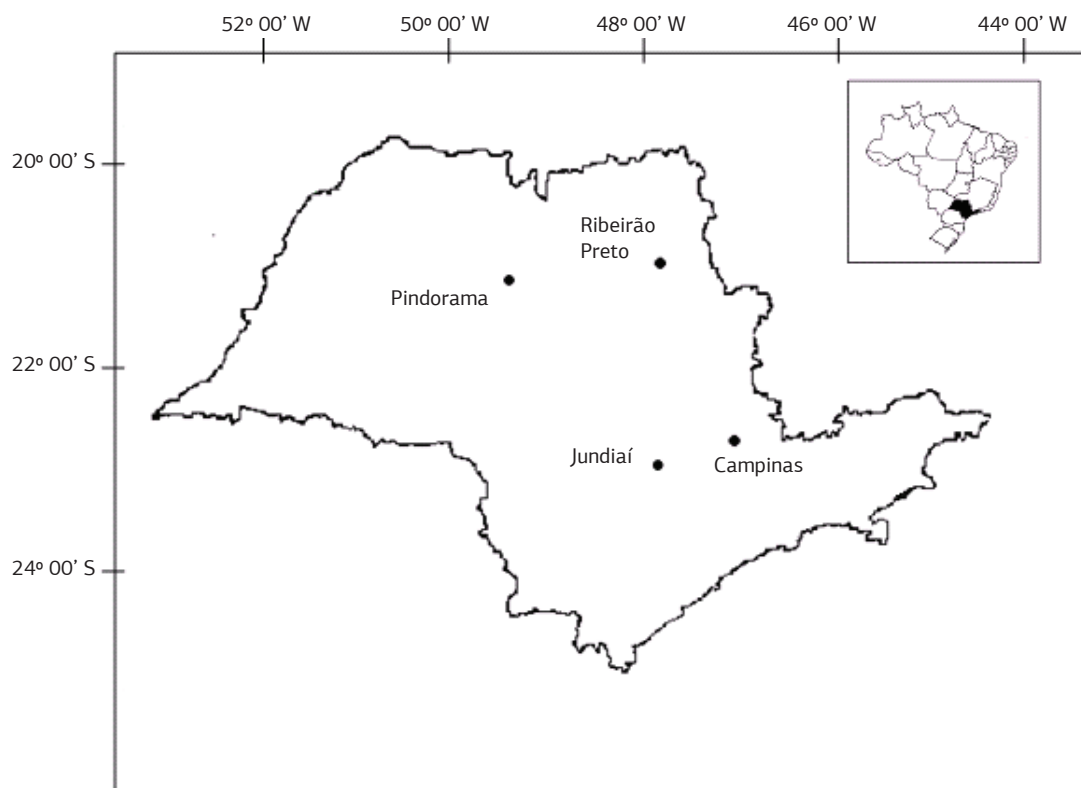 52º 00’ W
50º 00’ W
48º 00’ W
46º 00’ W
44º 00’ W
20º 00’ S
Ribeirão
Preto
Pindorama
22º 00’ S
Jundiaí
Campinas
24º 00’ S